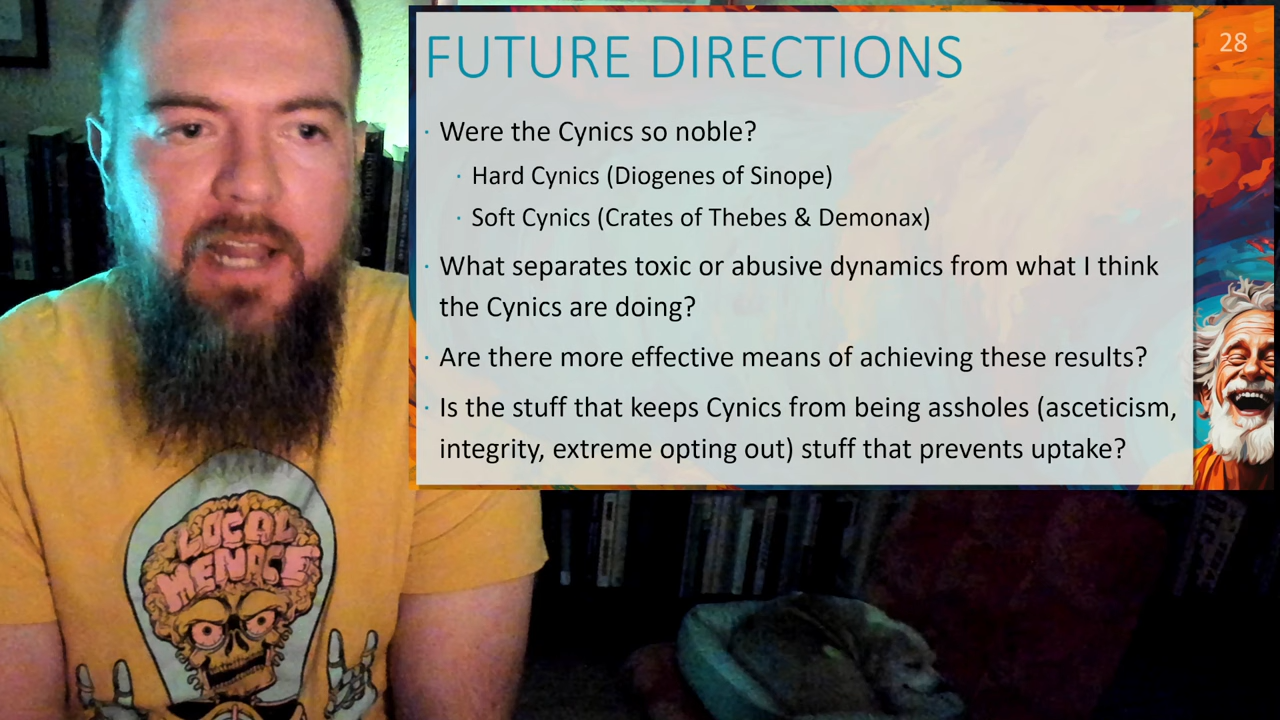 FUTURE DIRECTIONS
28
· Were the Cynics so noble?
· Hard Cynics (Diogenes of Sinope)
· Soft Cynics (Crates of Thebes & Demonax)
· What separates toxic or abusive dynamics from what I think
the Cynics are doing?
· Are there more effective means of achieving these results?
· Is the stuff that keeps Cynics from being assholes (asceticism,
integrity, extreme opting out) stuff that prevents uptake?
LOCAL
MENACE